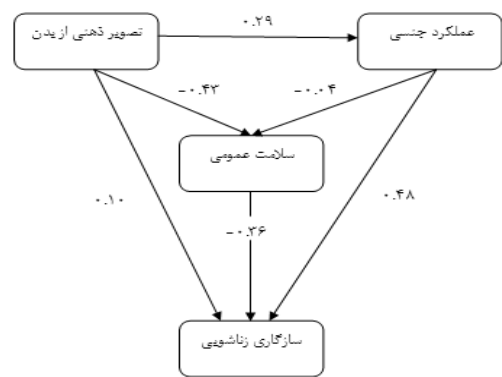 ۰.۲۹
عملکرد جنسی
تصویر ذهنی از بدن
-۰.۴۳
-۰.۰۴
سلامت عمومی
۰.۱۰
-۰.۳۶
۰.۴۸
سازگاری زناشویی